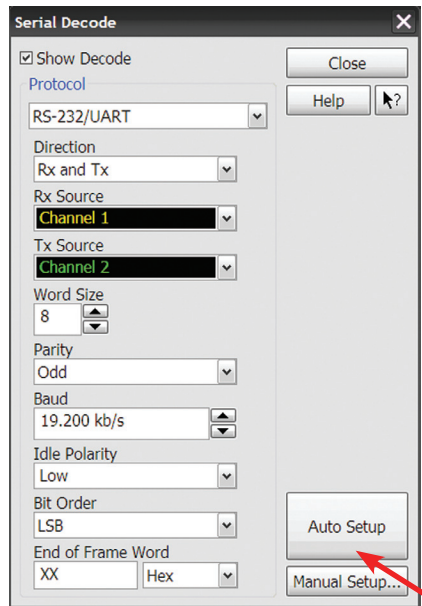 Serial Decode
Show Decode
Close
Protocol
Help
?
RS-232/UART
Direction
Rx and Tx
Rx Source
Channel 1
Tx Source
Channel 2
Word Size
8
Parity
Odd
Baud
19.200 kb/s
Idle Polarity
Low
Bit Order
LSB
Auto Setup
End of Frame Word
XX Hex
Manual Setup...